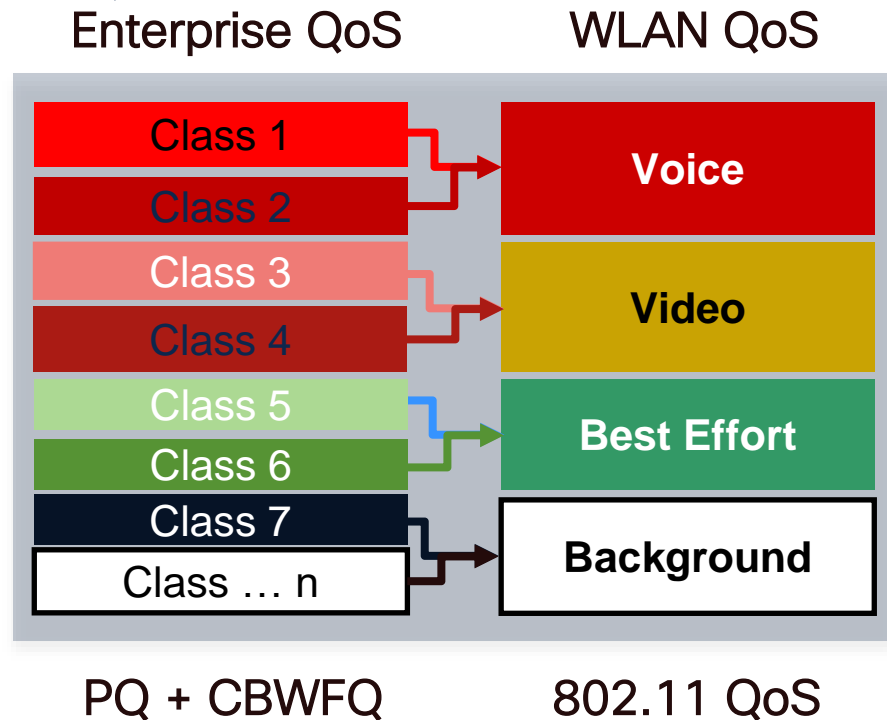 Enterprise QoS
WLAN QoS
Class 1
Class 2
Class 3
Class 4
Class 5
Class 6
Class 7
Class … n
Voice
Video
Best Effort
Background
PQ + CBWFQ
802.11 QoS